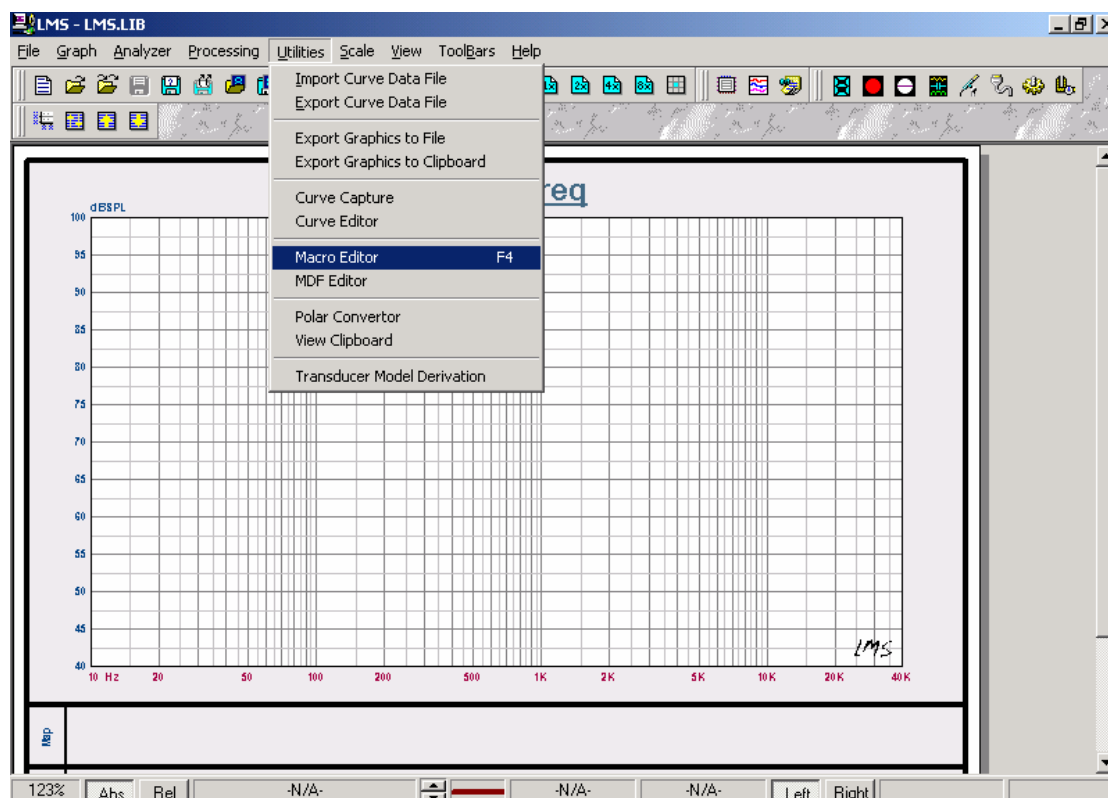 LMS - LMS.LIB
File Graph Analyzer Processing Utilities Scale View ToolBars Help
1x 2x 4x 8x
Import Curve Data File
Export Curve Data File
Export Graphics to File
Export Graphics to Clipboard
Curve Capture
Curve Editor
Macro Editor F4
MDF Editor
Polar Convertor
View Clipboard
Transducer Model Derivation
req
dBSPL
100
95
90
85
80
75
70
65
60
55
50
45
40
LMS
10 Hz 20 50 100 200 500 1K 2K 5K 10K 20K 40K
Map
123% Abs Rel -N/A- -N/A- -N/A- Left Right